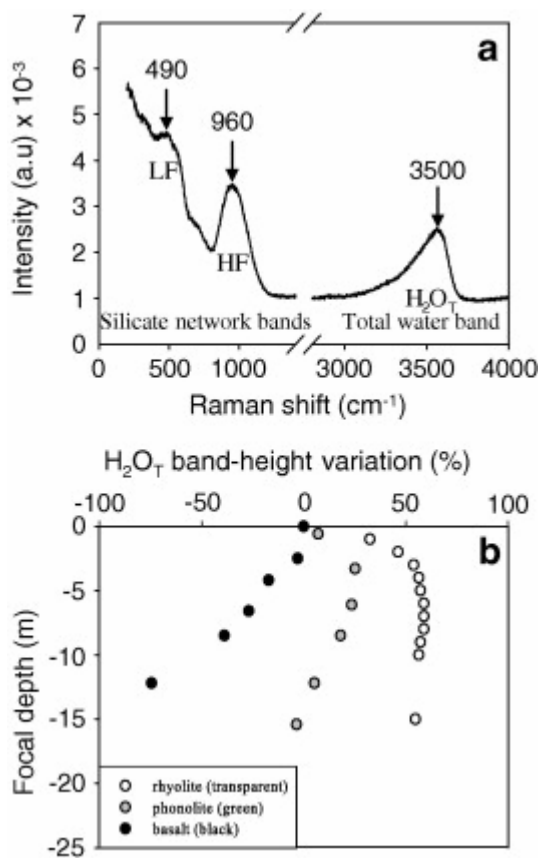 a
490
960
3500
LF
HF
H₂O_T
Silicate network bands
Total water band
Intensity (a.u) x 10⁻³
7
6
5
4
3
2
1
0
0 500 1000 3000 3500 4000
Raman shift (cm⁻¹)
H₂O_T band-height variation (%)
-100 -50 0 50 100
b
Focal depth (m)
0
-5
-10
-15
-20
-25
rhyolite (transparent)
phonolite (green)
basalt (black)